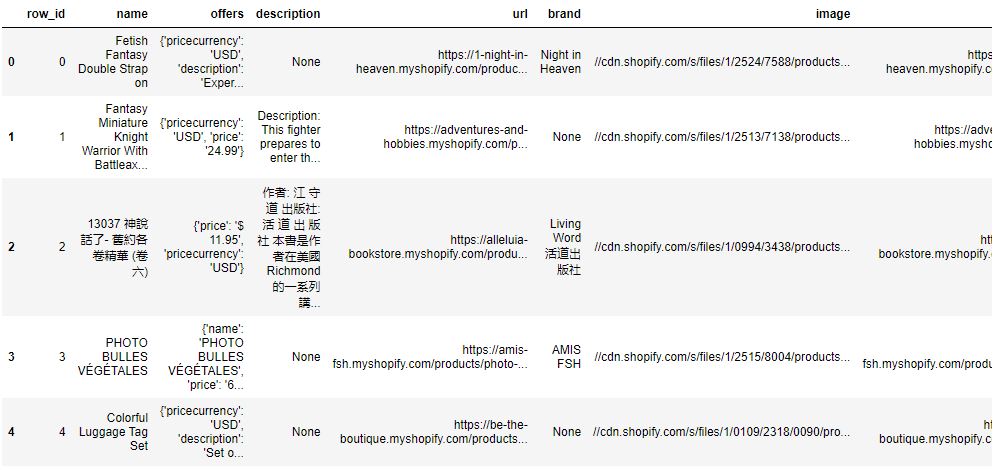 row_id name offers description url brand image
0 0 Fetish Fantasy Double Strap on {'pricecurrency': 'USD', 'description': 'Exper... None https://1-night-in-heaven.myshopify.com/produc... Night in Heaven //cdn.shopify.com/s/files/1/2524/7588/products... https heaven.myshopify.c
1 1 Fantasy Miniature Knight Warrior With Battleax... {'pricecurrency': 'USD', 'price': '24.99'} Description: This fighter prepares to enter th... https://adventures-and-hobbies.myshopify.com/p... None //cdn.shopify.com/s/files/1/2513/7138/products... https://adve hobbies.myshopif
2 2 13037 神說話了- 舊約各卷精華 (卷六) {'price': '$ 11.95', 'pricecurrency': 'USD'} 作者: 江 守 道 出版社: 活 道 出 版 社 本書是作者在美國 Richmond 的一系列講... https://alleluia-bookstore.myshopify.com/produ... Living Word 活道出版社 //cdn.shopify.com/s/files/1/0994/3438/products... htt bookstore.myshopify.c
3 3 PHOTO BULLES VÉGÉTALES {'name': 'PHOTO BULLES VÉGÉTALES', 'price': '6... None https://amis-fsh.myshopify.com/products/photo-... AMIS FSH //cdn.shopify.com/s/files/1/2515/8004/products... h fsh.myshopify.com/produ
4 4 Colorful Luggage Tag Set {'pricecurrency': 'USD', 'description': 'Set o... None https://be-the-boutique.myshopify.com/products... None //cdn.shopify.com/s/files/1/0109/2318/0090/pro... ht boutique.myshopify.co